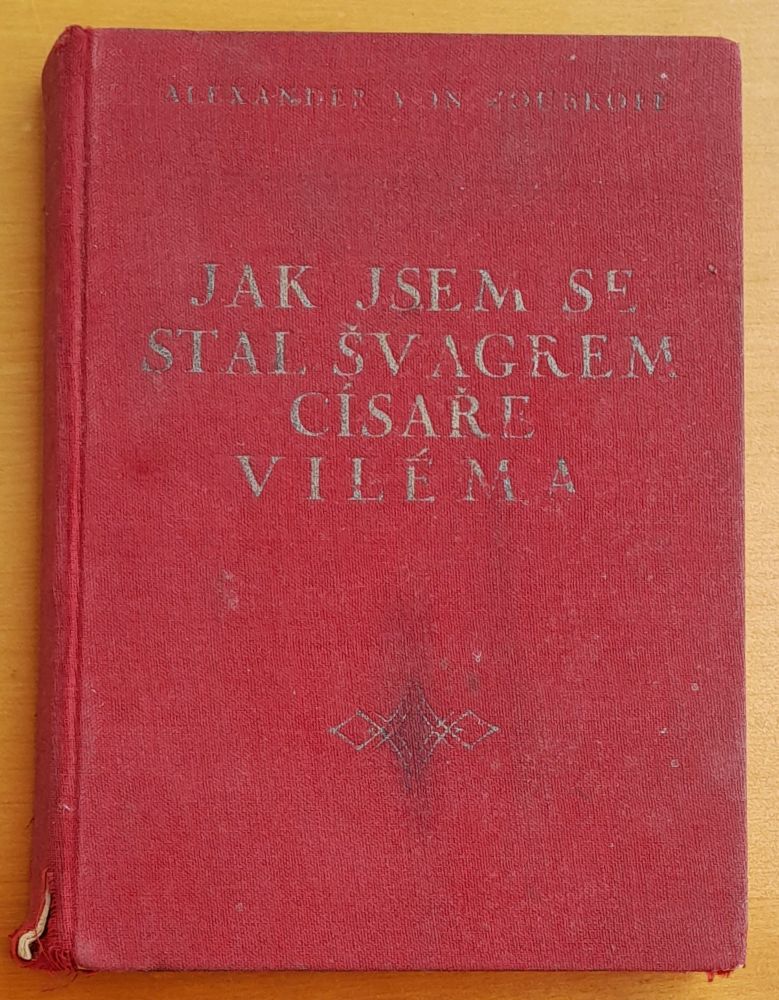 ALEXANDER VON ZOUBKOFF
JAK JSEM SE
STAL ŠVAGREM
CÍSAŘE
VILÉMA